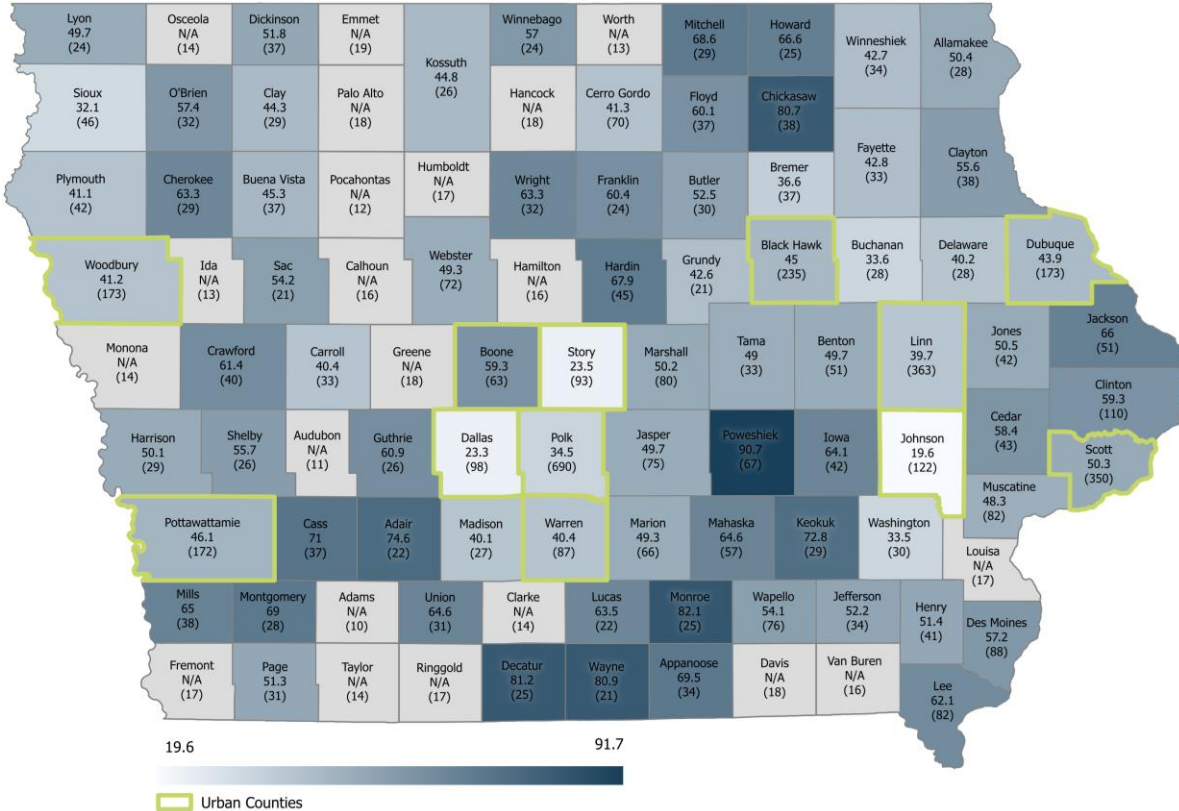 Lyon
49.7
(24)
Osceola
N/A
(14)
Dickinson
51.8
(37)
Emmet
N/A
(19)
Kossuth
44.8
(26)
Winnebago
57
(24)
Worth
N/A
(13)
Mitchell
68.6
(29)
Howard
66.6
(25)
Winneshiek
42.7
(34)
Allamakee
50.4
(28)
Sioux
32.1
(46)
O'Brien
57.4
(32)
Clay
44.3
(29)
Palo Alto
N/A
(18)
Hancock
N/A
(18)
Cerro Gordo
41.3
(70)
Floyd
60.1
(37)
Chickasaw
80.7
(38)
Fayette
42.8
(33)
Clayton
55.6
(38)
Plymouth
41.1
(42)
Cherokee
63.3
(29)
Buena Vista
45.3
(37)
Pocahontas
N/A
(12)
Humboldt
N/A
(17)
Wright
63.3
(32)
Franklin
60.4
(24)
Butler
52.5
(30)
Bremer
36.6
(37)
Woodbury
41.2
(173)
Ida
N/A
(13)
Sac
54.2
(21)
Calhoun
N/A
(16)
Webster
49.3
(72)
Hamilton
N/A
(16)
Hardin
67.9
(45)
Grundy
42.6
(21)
Black Hawk
45
(235)
Buchanan
33.6
(28)
Delaware
40.2
(28)
Dubuque
43.9
(173)
Monona
N/A
(14)
Crawford
61.4
(40)
Carroll
40.4
(33)
Greene
N/A
(18)
Boone
59.3
(63)
Story
23.5
(93)
Marshall
50.2
(80)
Tama
49
(33)
Benton
49.7
(51)
Linn
39.7
(363)
Jones
50.5
(42)
Jackson
66
(51)
Clinton
59.3
(110)
Harrison
50.1
(29)
Shelby
55.7
(26)
Audubon
N/A
(11)
Guthrie
60.9
(26)
Dallas
23.3
(98)
Polk
34.5
(690)
Jasper
49.7
(75)
Poweshiek
90.7
(67)
Iowa
64.1
(42)
Johnson
19.6
(122)
Cedar
58.4
(43)
Scott
50.3
(350)
Muscatine
48.3
(82)
Pottawattamie
46.1
(172)
Cass
71
(37)
Adair
74.6
(22)
Madison
40.1
(27)
Warren
40.4
(87)
Marion
49.3
(66)
Mahaska
64.6
(57)
Keokuk
72.8
(29)
Washington
33.5
(30)
Louisa
N/A
(17)
Mills
65
(38)
Montgomery
69
(28)
Adams
N/A
(10)
Union
64.6
(31)
Clarke
N/A
(14)
Lucas
63.5
(22)
Monroe
82.1
(25)
Wapello
54.1
(76)
Jefferson
52.2
(34)
Henry
51.4
(41)
Des Moines
57.2
(88)
Fremont
N/A
(17)
Page
51.3
(31)
Taylor
N/A
(14)
Ringgold
N/A
(17)
Decatur
81.2
(25)
Wayne
80.9
(21)
Appanoose
69.5
(34)
Davis
N/A
(18)
Van Buren
N/A
(16)
Lee
62.1
(82)
19.6
91.7
Urban Counties